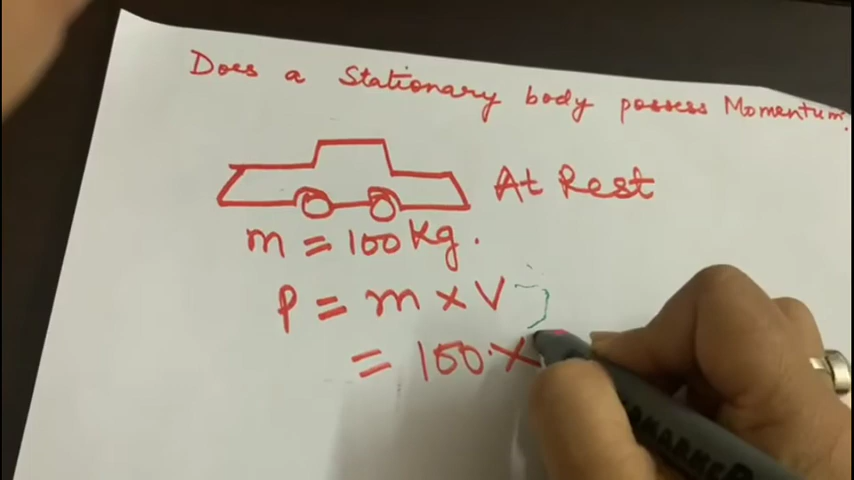 Does a Stationary body possess Momentum.
At Rest
m = 100 Kg.
P = m x V
= 100 x